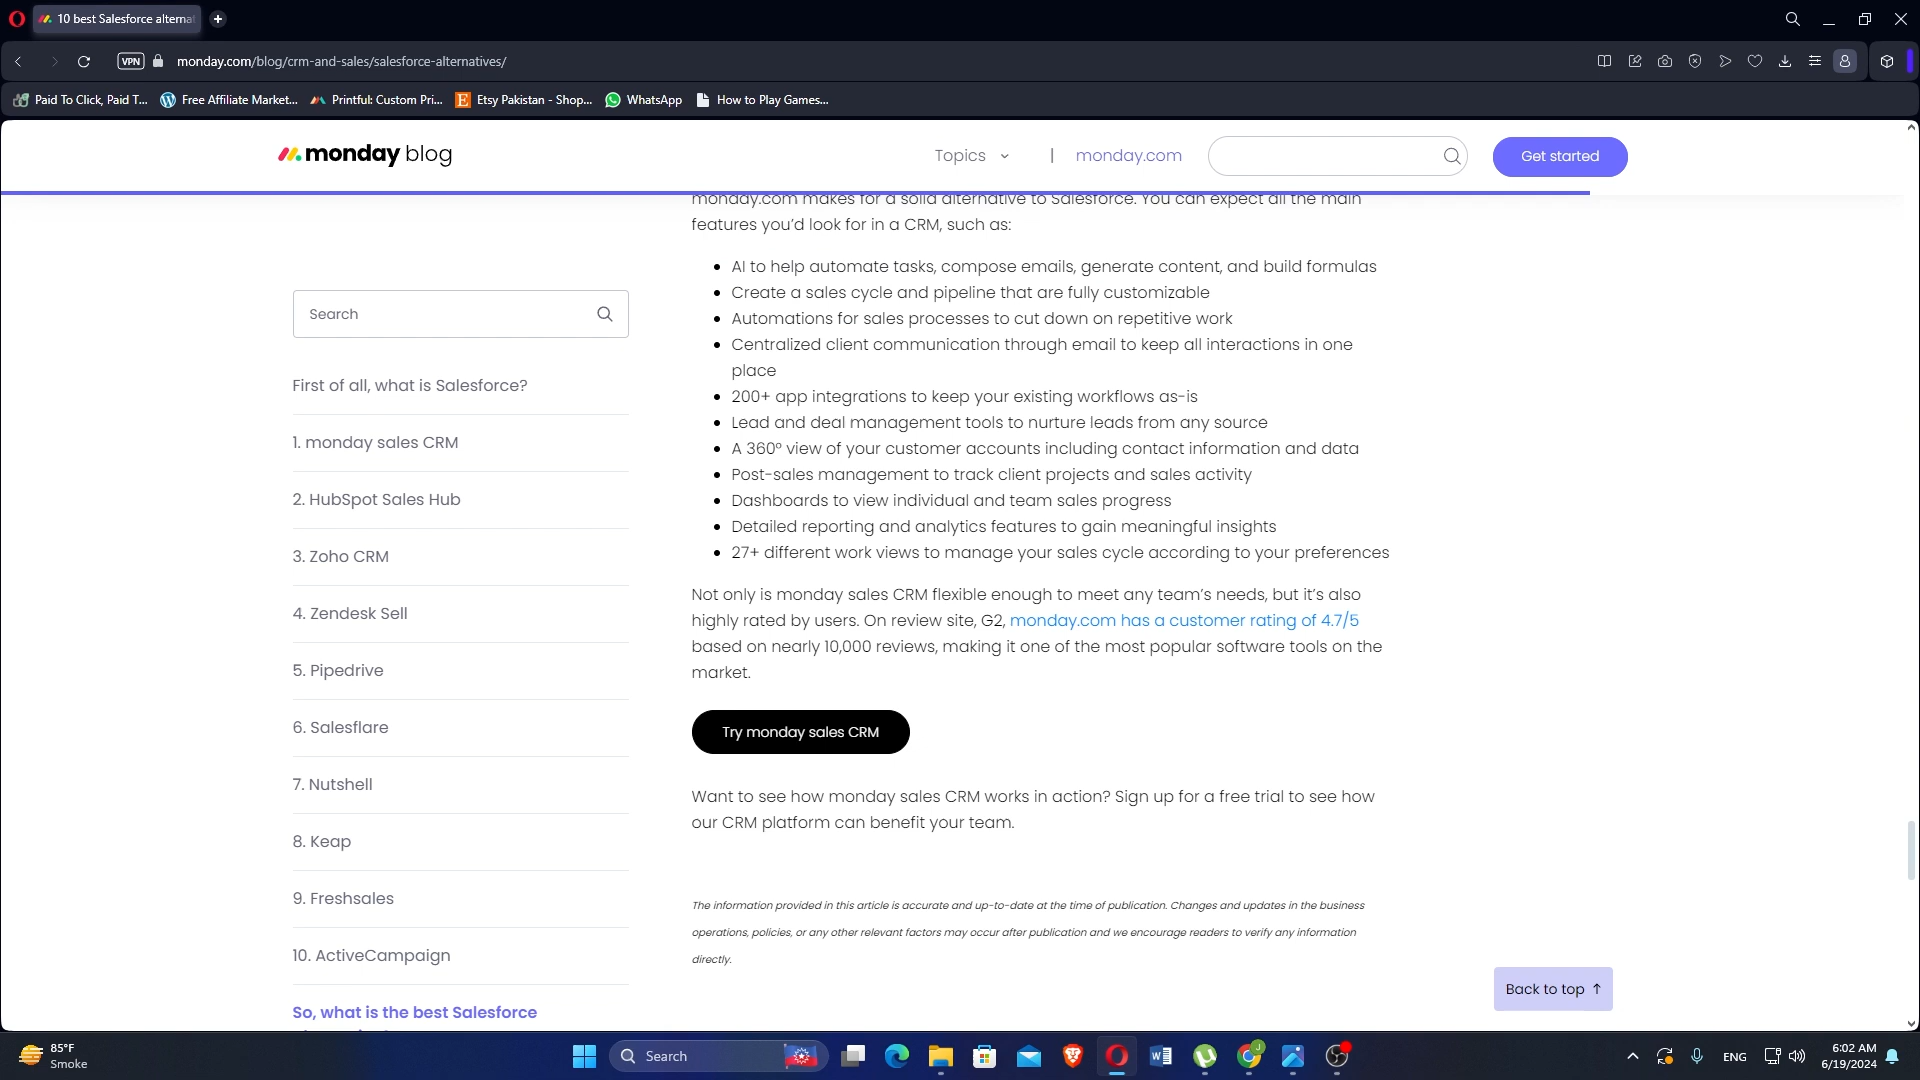 10 best Salesforce alterna
VPN
monday.com/blog/crm-and-sales/salesforce-alternatives/
Paid To Click, Paid T...
Free Affiliate Market...
Printful: Custom Pri...
Etsy Pakistan - Shop...
WhatsApp
How to Play Games...
monday blog
Topics
|
monday.com
Get started
monday.com makes for a solid alternative to Salesforce. You can expect all the main
features you’d look for in a CRM, such as:
• AI to help automate tasks, compose emails, generate content, and build formulas
• Create a sales cycle and pipeline that are fully customizable
• Automations for sales processes to cut down on repetitive work
• Centralized client communication through email to keep all interactions in one
place
• 200+ app integrations to keep your existing workflows as-is
• Lead and deal management tools to nurture leads from any source
• A 360º view of your customer accounts including contact information and data
• Post-sales management to track client projects and sales activity
• Dashboards to view individual and team sales progress
• Detailed reporting and analytics features to gain meaningful insights
• 27+ different work views to manage your sales cycle according to your preferences
Not only is monday sales CRM flexible enough to meet any team’s needs, but it’s also
highly rated by users. On review site, G2, monday.com has a customer rating of 4.7/5
based on nearly 10,000 reviews, making it one of the most popular software tools on the
market.
Try monday sales CRM
Want to see how monday sales CRM works in action? Sign up for a free trial to see how
our CRM platform can benefit your team.
The information provided in this article is accurate and up-to-date at the time of publication. Changes and updates in the business
operations, policies, or any other relevant factors may occur after publication and we encourage readers to verify any information
directly.
Search
First of all, what is Salesforce?
1. monday sales CRM
2. HubSpot Sales Hub
3. Zoho CRM
4. Zendesk Sell
5. Pipedrive
6. Salesflare
7. Nutshell
8. Keap
9. Freshsales
10. ActiveCampaign
So, what is the best Salesforce
Back to top ↑
85°F
Smoke
Search
ENG
6:02 AM
6/19/2024